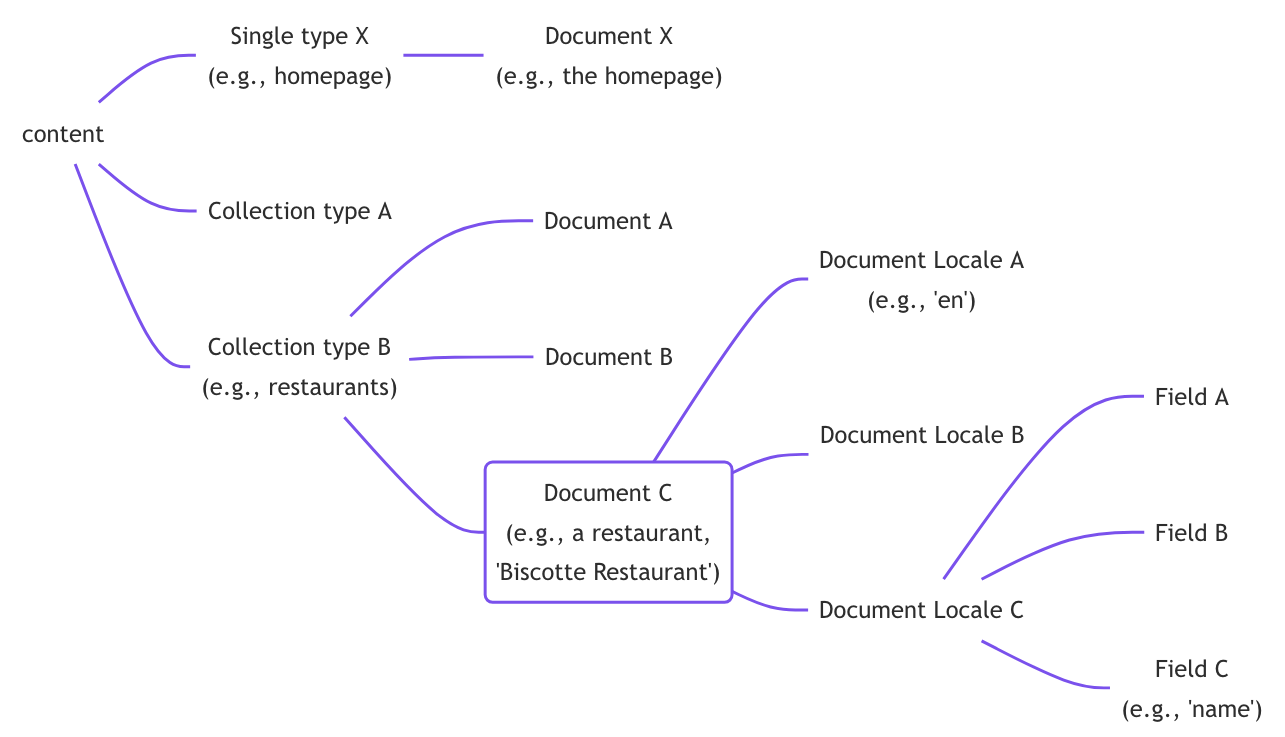 Single type X
(e.g., homepage)
Document X
(e.g., the homepage)
content
Collection type A
Document A
Collection type B
(e.g., restaurants)
Document B
Document C
(e.g., a restaurant,
'Biscotte Restaurant')
Document Locale A
(e.g., 'en')
Document Locale B
Document Locale C
Field A
Field B
Field C
(e.g., 'name')